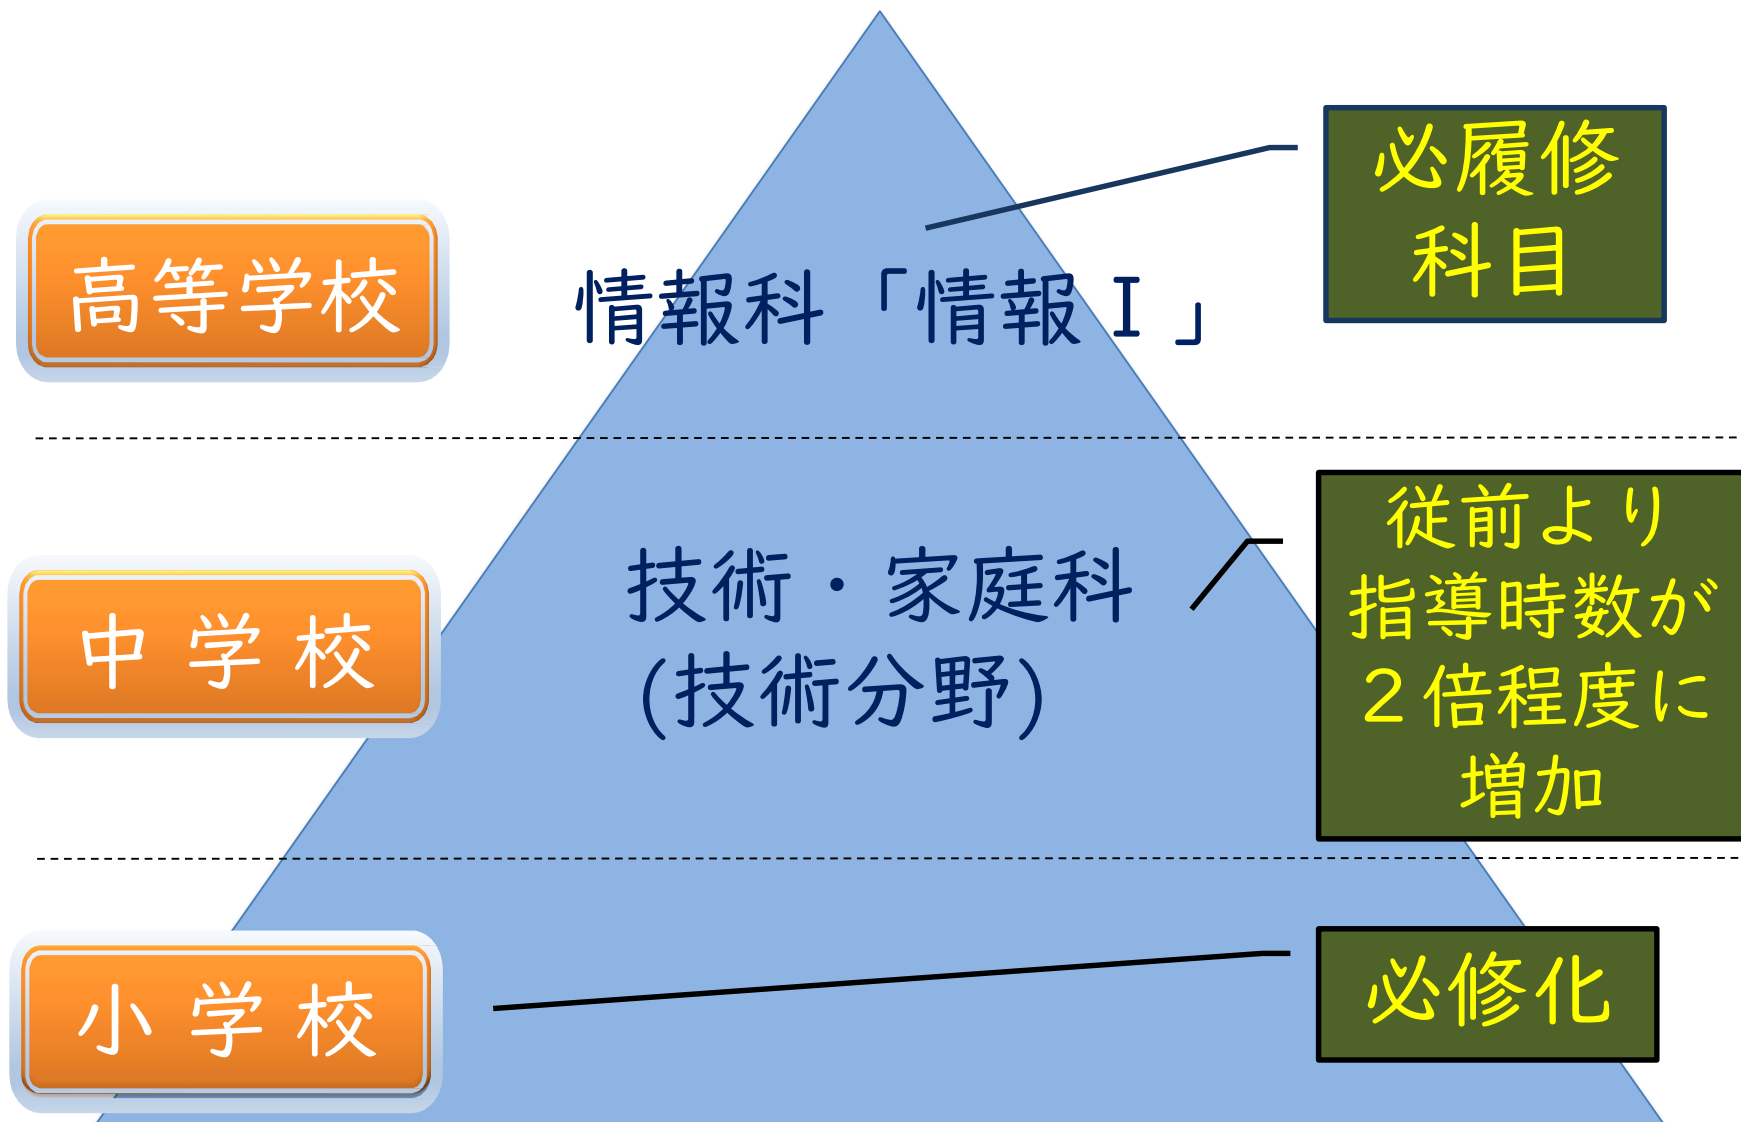 高等学校
情報科「情報Ⅰ」
必履修
科目
中学校
技術・家庭科
(技術分野)
従前より
指導時数が
２倍程度に
増加
小学校
必修化